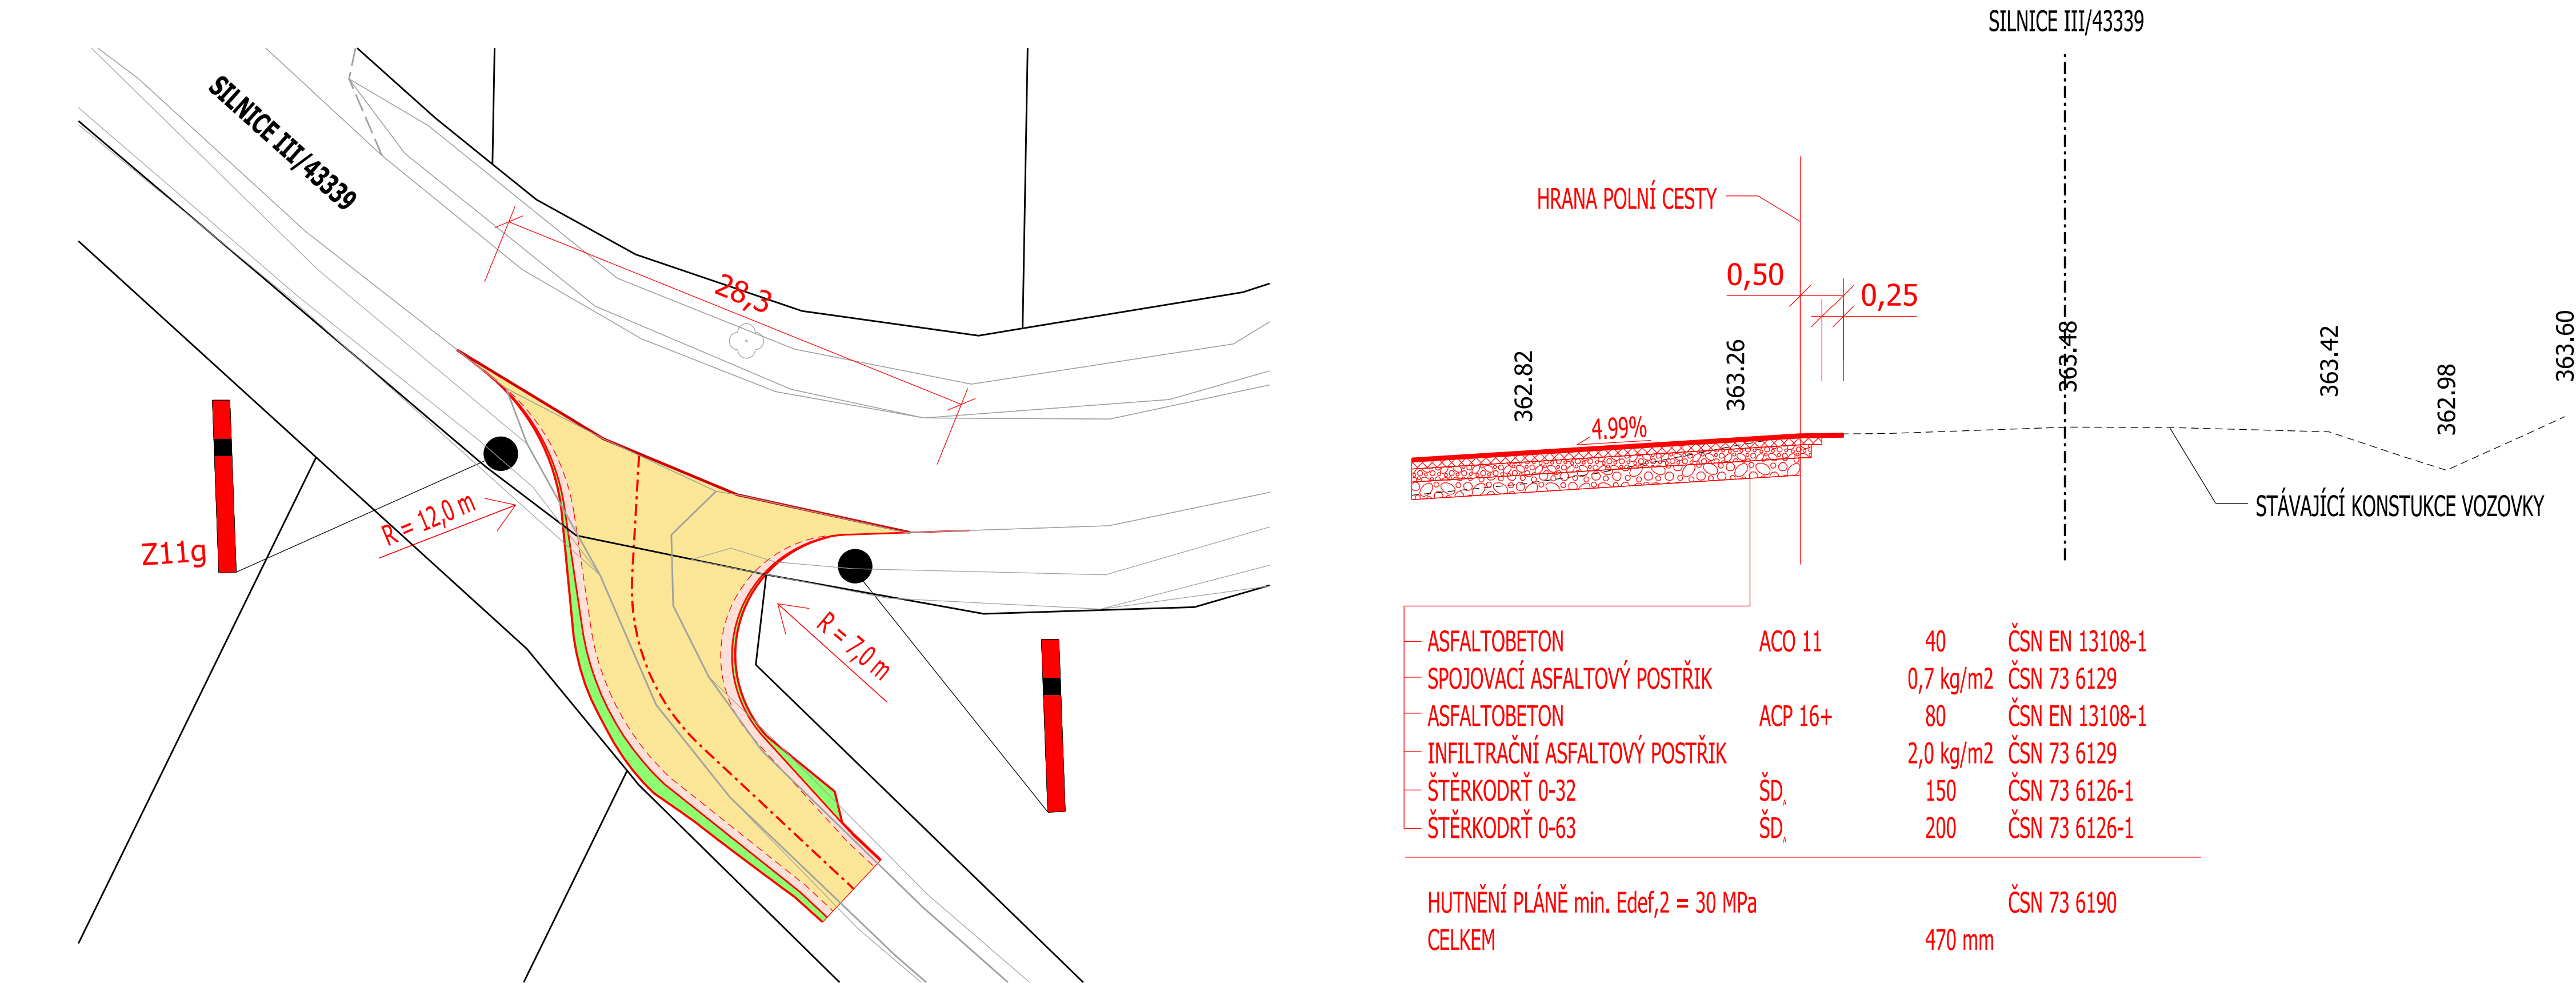 SILNICE III/43339
28,3
R = 12,0 m
Z11g
R = 7,0 m
SILNICE III/43339
HRANA POLNÍ CESTY
0,50
0,25
362.82
363.26
363.48
363.42
362.98
363.60
4.99%
STÁVAJÍCÍ KONSTUKCE VOZOVKY
ASFALTOBETON ACO 11 40 ČSN EN 13108-1
SPOJOVACÍ ASFALTOVÝ POSTŘIK 0,7 kg/m2 ČSN 73 6129
ASFALTOBETON ACP 16+ 80 ČSN EN 13108-1
INFILTRAČNÍ ASFALTOVÝ POSTŘIK 2,0 kg/m2 ČSN 73 6129
ŠTĚRKODRŤ 0-32 ŠDA 150 ČSN 73 6126-1
ŠTĚRKODRŤ 0-63 ŠDA 200 ČSN 73 6126-1
HUTNĚNÍ PLÁNĚ min. Edef,2 = 30 MPa ČSN 73 6190
CELKEM 470 mm